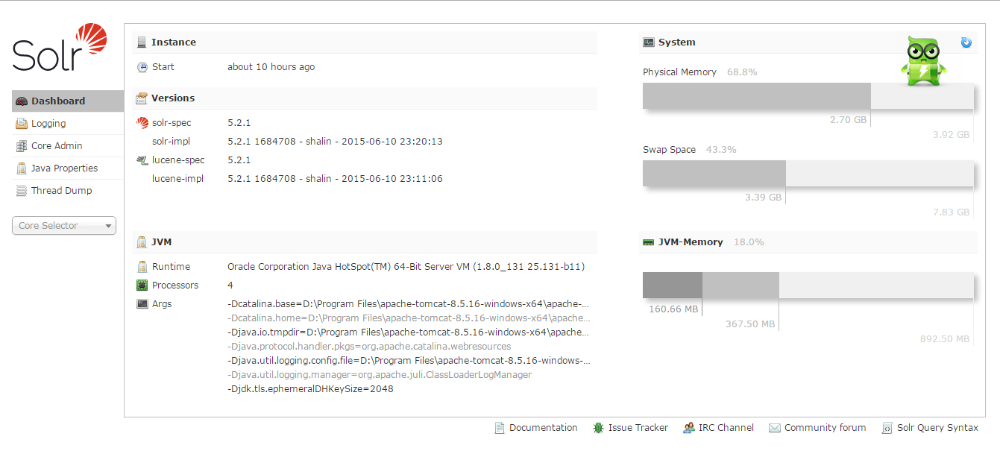 Solr
Dashboard
Logging
Core Admin
Java Properties
Thread Dump
Core Selector
Instance
Start about 10 hours ago
Versions
solr-spec 5.2.1
solr-impl 5.2.1 1684708 - shalin - 2015-06-10 23:20:13
lucene-spec 5.2.1
lucene-impl 5.2.1 1684708 - shalin - 2015-06-10 23:11:06
JVM
Runtime Oracle Corporation Java HotSpot(TM) 64-Bit Server VM (1.8.0_131 25.131-b11)
Processors 4
Args -Dcatalina.base=D:\Program Files\apache-tomcat-8.5.16-windows-x64\apache-...
-Dcatalina.home=D:\Program Files\apache-tomcat-8.5.16-windows-x64\apache...
-Djava.io.tmpdir=D:\Program Files\apache-tomcat-8.5.16-windows-x64\apache...
-Djava.protocol.handler.pkgs=org.apache.catalina.webresources
-Djava.util.logging.config.file=D:\Program Files\apache-tomcat-8.5.16-windows-...
-Djava.util.logging.manager=org.apache.juli.ClassLoaderLogManager
-Djdk.tls.ephemeralDHKeySize=2048
System
Physical Memory 68.8%
2.70 GB
3.92 GB
Swap Space 43.3%
3.39 GB
7.83 GB
JVM-Memory 18.0%
160.66 MB
367.50 MB
892.50 MB
Documentation Issue Tracker IRC Channel Community forum Solr Query Syntax